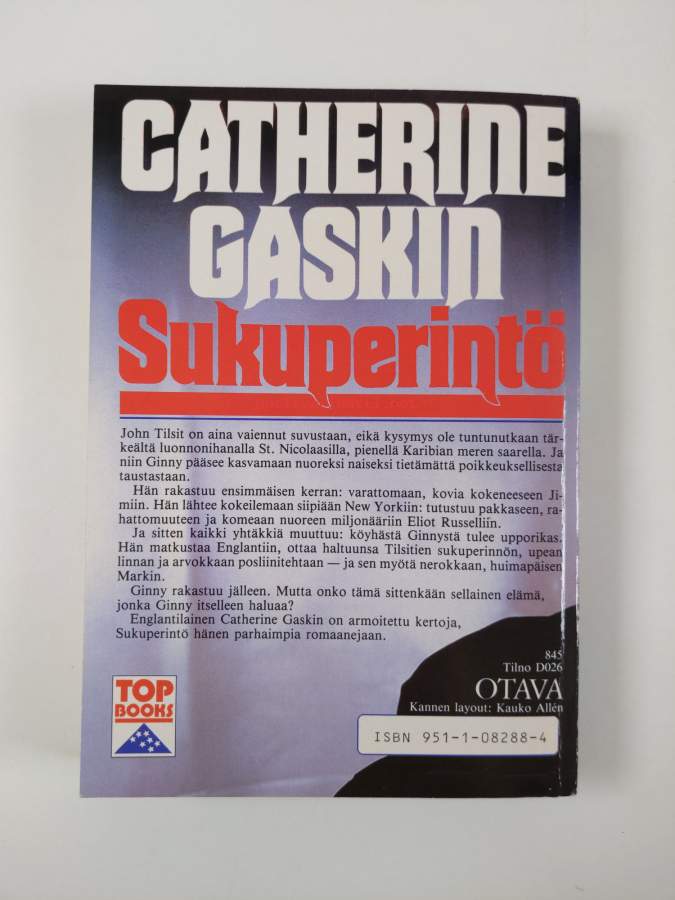 CATHERINE
GASKIN
Sukuperintö
John Tilsit on aina vaiennut suvustaan, eikä kysymys ole tuntunutkaan tär-
keältä luonnonihanalla St. Nicolaasilla, pienellä Karibian meren saarella. Ja
niin Ginny pääsee kasvamaan nuoreksi naiseksi tietämättä poikkeuksellisesta
taustastaan.
Hän rakastuu ensimmäisen kerran: varattomaan, kovia kokeneeseen Ji-
miin. Hän lähtee kokeilemaan siipiään New Yorkiin: tutustuu pakkaseen, ra-
hattomuuteen ja komeaan nuoreen miljonääriin Eliot Russelliin.
Ja sitten kaikki yhtäkkiä muuttuu: köyhästä Ginnystä tulee upporikas.
Hän matkustaa Englantiin, ottaa haltuunsa Tilsitien sukuperinnön, upean
linnan ja arvokkaan posliinitehtaan — ja sen myötä nerokkaan, huimapäisen
Markin.
Ginny rakastuu jälleen. Mutta onko tämä sittenkään sellainen elämä,
jonka Ginny itselleen haluaa?
Englantilainen Catherine Gaskin on armoitettu kertoja,
Sukuperintö hänen parhaimpia romaanejaan.
845
Tilno D026
OTAVA
Kannen layout: Kauko Allén
TOP
BOOKS
ISBN 951-1-08288-4